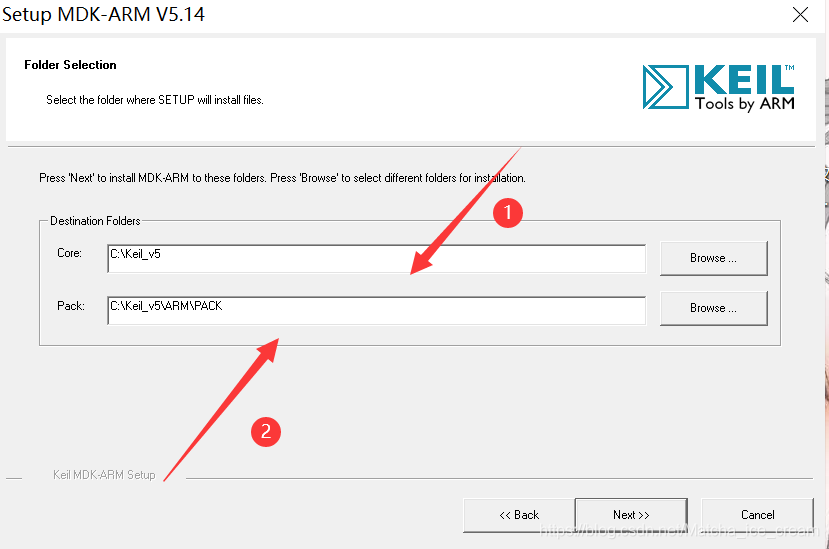 Setup MDK-ARM V5.14
Folder Selection
Select the folder where SETUP will install files.
KEIL™
Tools by ARM
Press 'Next' to install MDK-ARM to these folders. Press 'Browse' to select different folders for installation.
1
Destination Folders
Core:
C:\Keil_v5
Browse ...
Pack:
C:\Keil_v5\ARM\PACK
Browse ...
2
Keil MDK-ARM Setup
<< Back
Next >>
Cancel
https://blog.csdn.net/Matcha_ice_cream